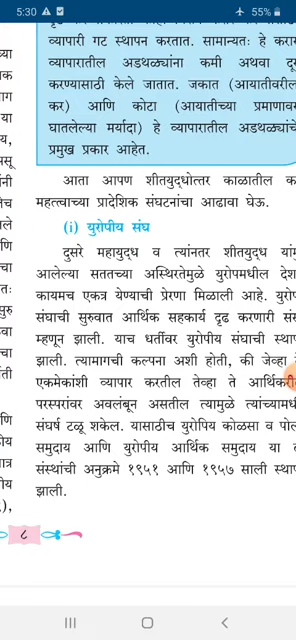 5:30
55%
व्यापारी गट स्थापन करतात. सामान्यतः हे करा
व्यापारातील अडथळ्यांना कमी अथवा दू
करण्यासाठी केले जातात. जकात (आयातीवरील
कर) आणि कोटा (आयातीच्या प्रमाणाव
घातलेल्या मर्यादा) हे व्यापारातील अडथळ्यांचे
प्रमुख प्रकार आहेत.
आता आपण शीतयुद्धोत्तर काळातील का
महत्वाच्या प्रादेशिक संघटनांचा आढावा घेऊ.
(i) युरोपीय संघ
दुसरे महायुद्ध व त्यानंतर शीतयुद्ध यांमु
आलेल्या सततच्या अस्थिरतेमुळे युरोपमधील देश
कायमच एकत्र येण्याची प्रेरणा मिळाली आहे. युरोप
संघाची सुरुवात आर्थिक सहकार्य दृढ करणारी संस
म्हणून झाली. याच धर्तीवर युरोपीय संघाची स्थाप
झाली. त्यामागची कल्पना अशी होती, की जेव्हा दे
एकमेकांशी व्यापार करतील तेव्हा ते आर्थिकरी
परस्परांवर अवलंबून असतील त्यामुळे त्यांच्यामधी
संघर्ष टळू शकेल. यासाठीच युरोपिय कोळसा व पोल
समुदाय आणि युरोपीय आर्थिक समुदाय या द
संस्थांची अनुक्रमे १९५१ आणि १९५७ साली स्थाप
झाली.
८